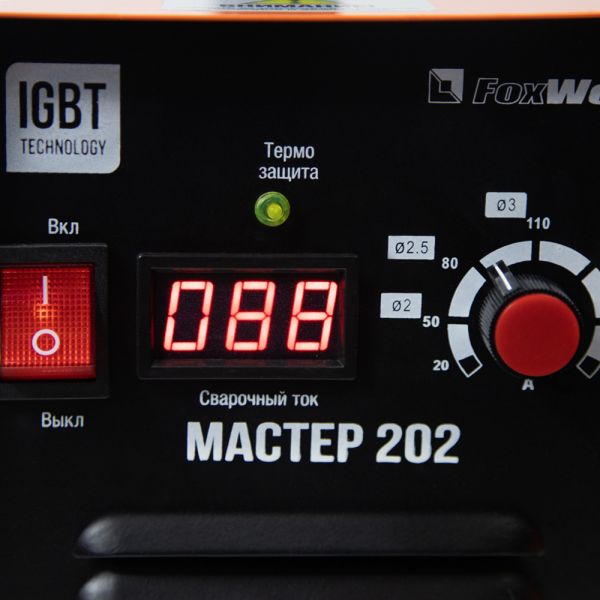 ВНИМАНИЕ!
IGBT
TECHNOLOGY
FoxWe
Термо
защита
Вкл
I
O
Выкл
088
Сварочный ток
МАСТЕР 202
ø3
110
ø2.5
80
ø2
50
20
A